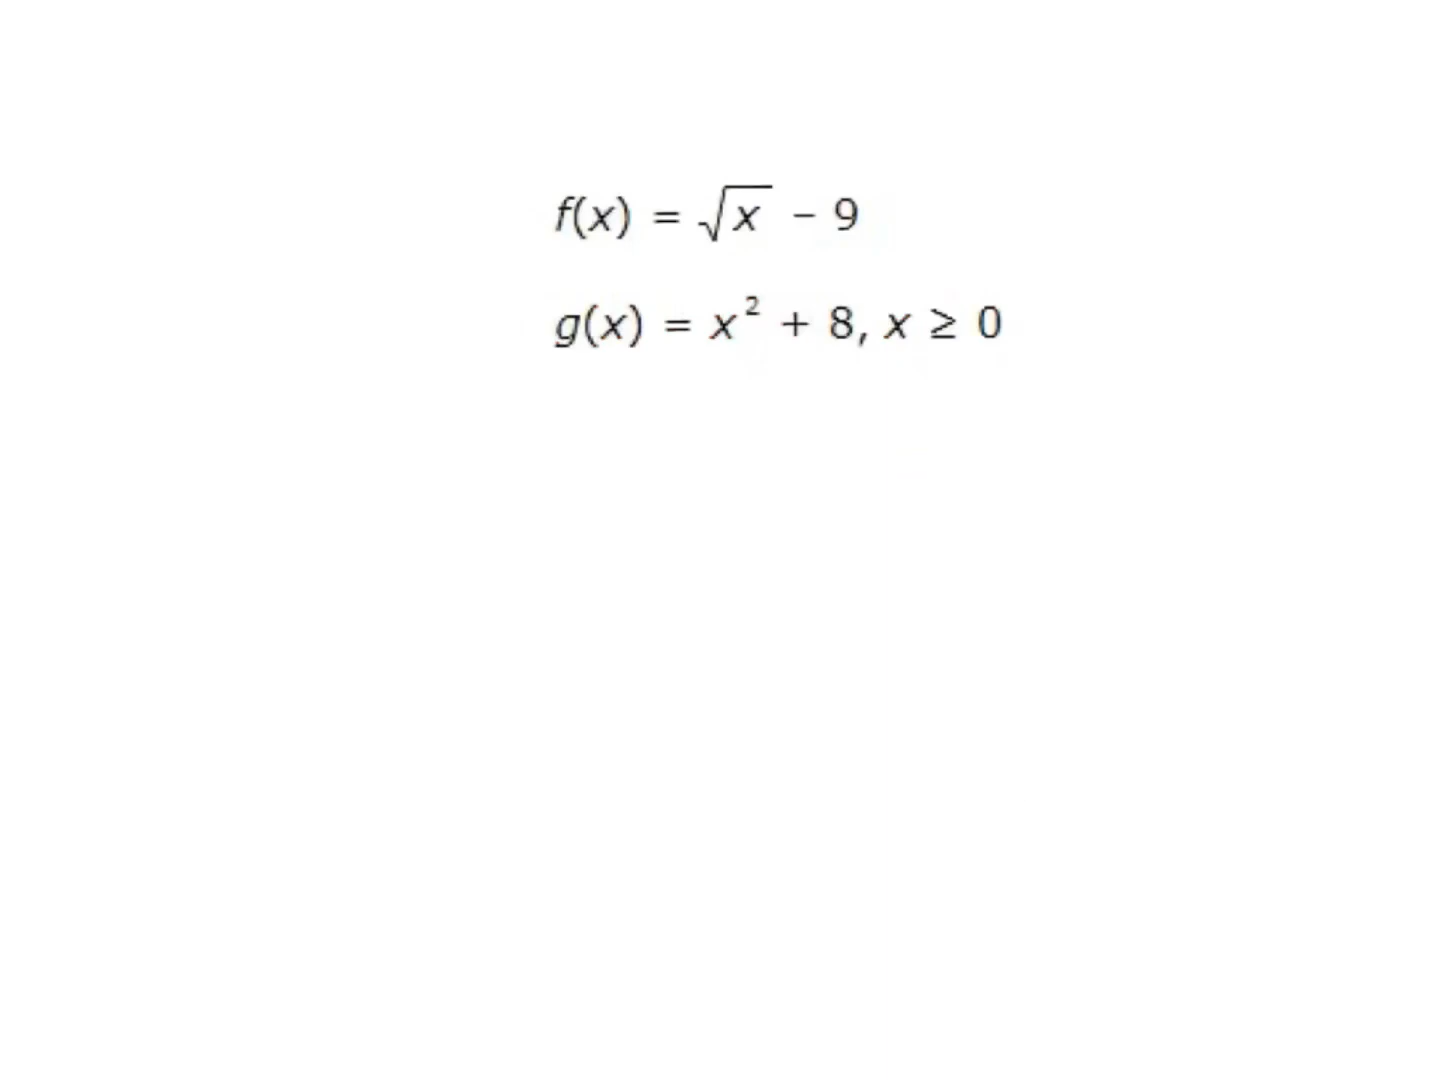 f(x) = √x − 9
g(x) = x² + 8, x ≥ 0